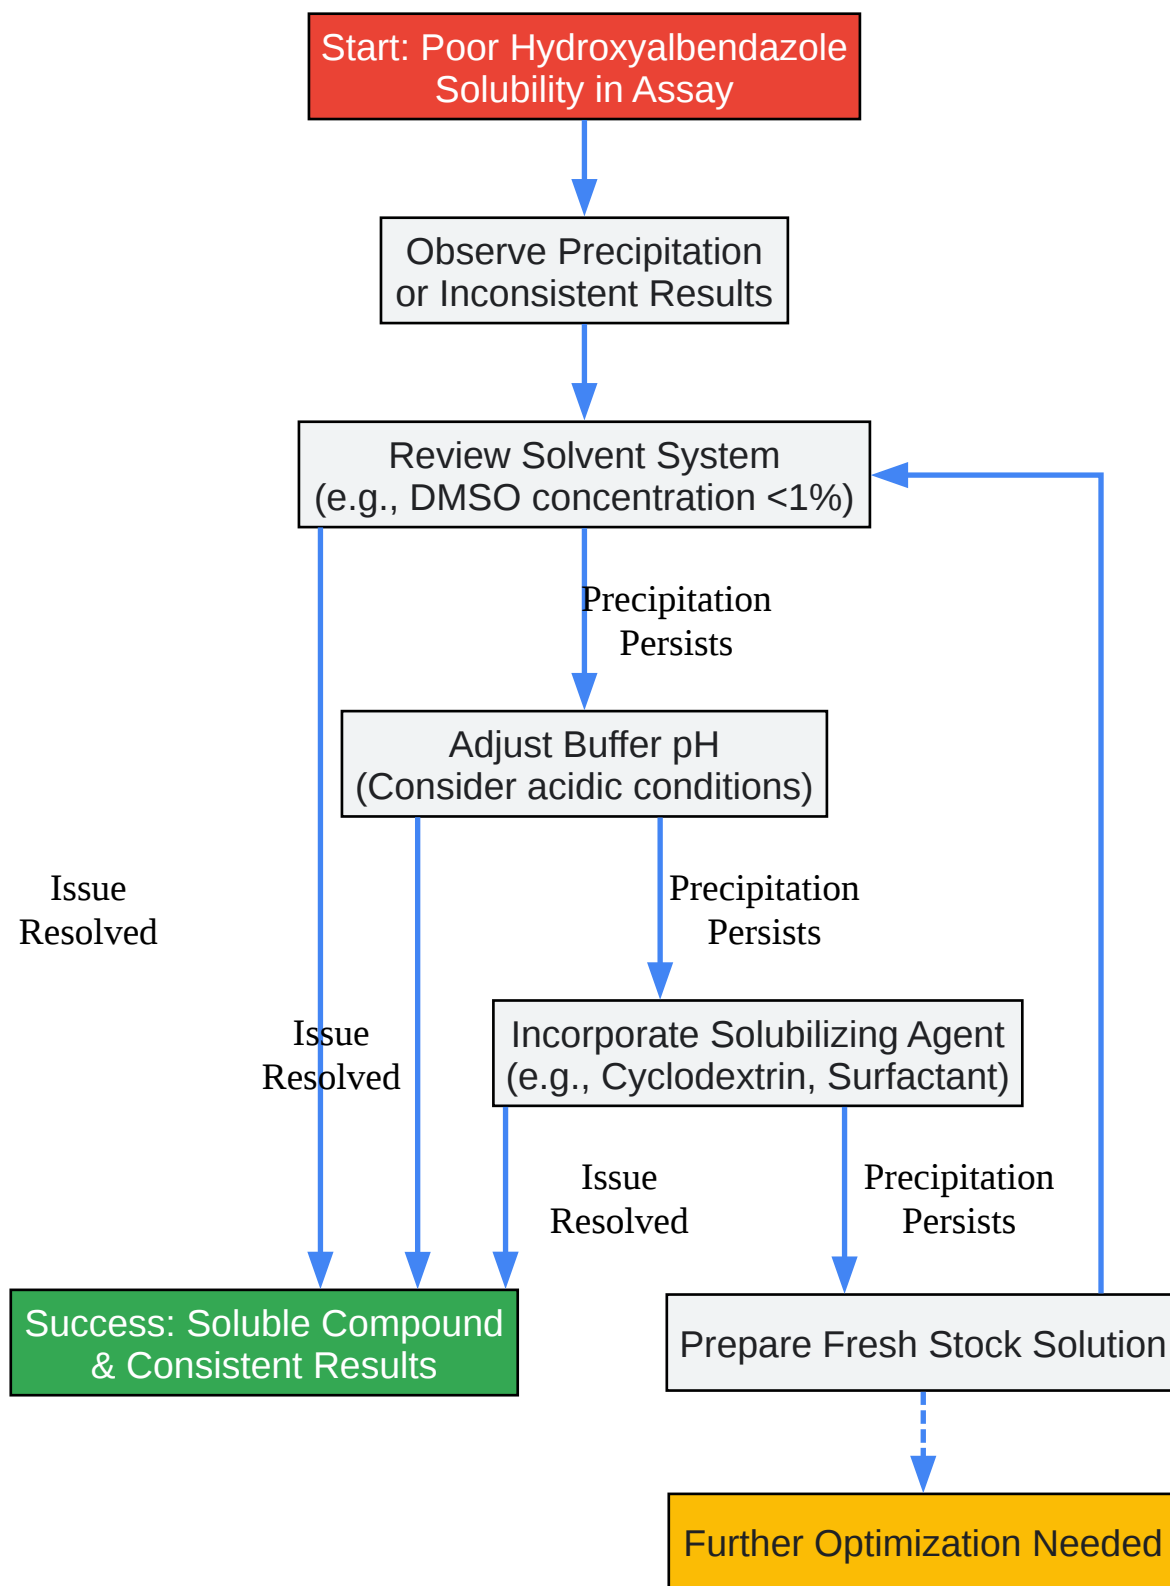 Start: Poor Hydroxyalbendazole
Solubility in Assay
Observe Precipitation
or Inconsistent Results
Review Solvent System
(e.g., DMSO concentration <1%)
Precipitation
Persists
Adjust Buffer pH
(Consider acidic conditions)
Issue
Resolved
Precipitation
Persists
Issue
Resolved
Incorporate Solubilizing Agent
(e.g., Cyclodextrin, Surfactant)
Issue
Resolved
Precipitation
Persists
Success: Soluble Compound
& Consistent Results
Prepare Fresh Stock Solution
Further Optimization Needed